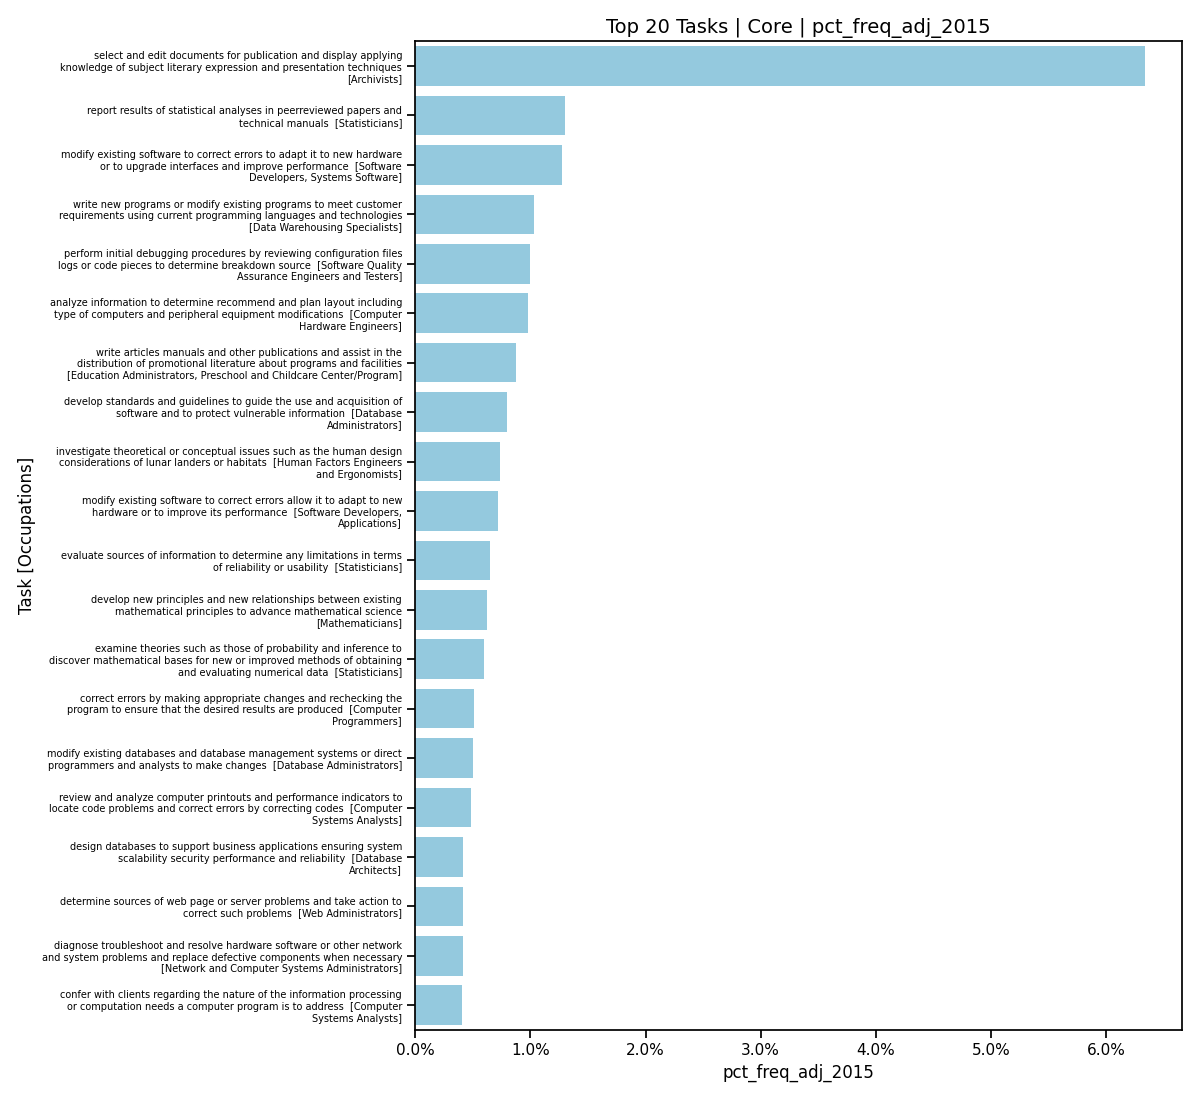 Top 20 Tasks | Core | pct_freq_adj_2015
select and edit documents for publication and display applying
knowledge of subject literary expression and presentation techniques
[Archivists]
report results of statistical analyses in peerreviewed papers and
technical manuals  [Statisticians]
modify existing software to correct errors to adapt it to new hardware
or to upgrade interfaces and improve performance  [Software
Developers, Systems Software]
write new programs or modify existing programs to meet customer
requirements using current programming languages and technologies
[Data Warehousing Specialists]
perform initial debugging procedures by reviewing configuration files
logs or code pieces to determine breakdown source  [Software Quality
Assurance Engineers and Testers]
analyze information to determine recommend and plan layout including
type of computers and peripheral equipment modifications  [Computer
Hardware Engineers]
write articles manuals and other publications and assist in the
distribution of promotional literature about programs and facilities
[Education Administrators, Preschool and Childcare Center/Program]
develop standards and guidelines to guide the use and acquisition of
software and to protect vulnerable information  [Database
Administrators]
investigate theoretical or conceptual issues such as the human design
considerations of lunar landers or habitats  [Human Factors Engineers
and Ergonomists]
modify existing software to correct errors allow it to adapt to new
hardware or to improve its performance  [Software Developers,
Applications]
evaluate sources of information to determine any limitations in terms
of reliability or usability  [Statisticians]
develop new principles and new relationships between existing
mathematical principles to advance mathematical science
[Mathematicians]
examine theories such as those of probability and inference to
discover mathematical bases for new or improved methods of obtaining
and evaluating numerical data  [Statisticians]
correct errors by making appropriate changes and rechecking the
program to ensure that the desired results are produced  [Computer
Programmers]
modify existing databases and database management systems or direct
programmers and analysts to make changes  [Database Administrators]
review and analyze computer printouts and performance indicators to
locate code problems and correct errors by correcting codes  [Computer
Systems Analysts]
design databases to support business applications ensuring system
scalability security performance and reliability  [Database
Architects]
determine sources of web page or server problems and take action to
correct such problems  [Web Administrators]
diagnose troubleshoot and resolve hardware software or other network
and system problems and replace defective components when necessary
[Network and Computer Systems Administrators]
confer with clients regarding the nature of the information processing
or computation needs a computer program is to address  [Computer
Systems Analysts]
Task [Occupations]
0.0% 1.0% 2.0% 3.0% 4.0% 5.0% 6.0%
pct_freq_adj_2015